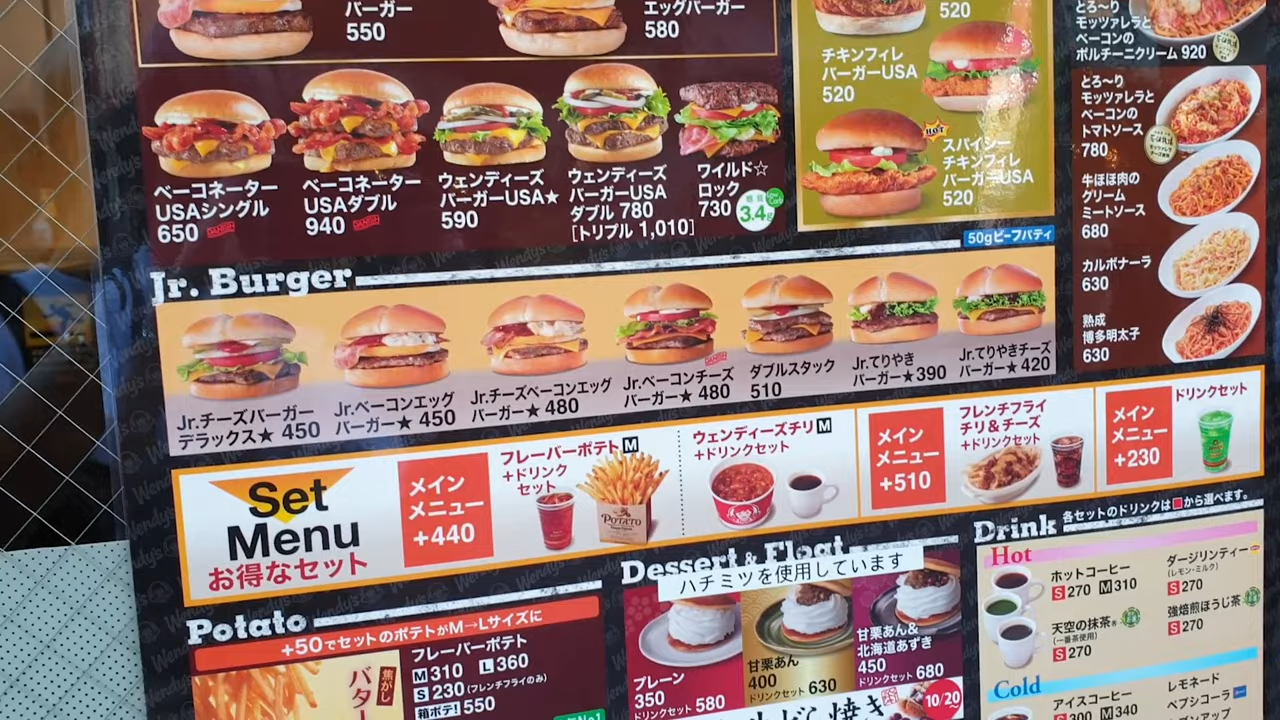 バーガー
550
エッグバーガー
580
ベーコネーター
USAシングル
650
ベーコネーター
USAダブル
940
ウェンディーズ
バーガーUSA★
590
ウェンディーズ
バーガーUSA
ダブル 780
[トリプル 1,010]
ワイルド☆
ロック
730
3.4
520
チキンフィレ
バーガーUSA
520
HOT
スパイシー
チキンフィレ
バーガーUSA
520
とろ〜り
モッツァレラと
ベーコンの
ポルチーニクリーム 920
とろ〜り
モッツァレラと
ベーコンの
トマトソース
780
牛ほほ肉の
クリーム
ミートソース
680
カルボナーラ
630
熟成
博多明太子
630
Jr. Burger
50gビーフパティ
Jr.チーズバーガー
デラックス★ 450
Jr.ベーコンエッグ
バーガー★ 450
Jr.チーズベーコンエッグ
バーガー★ 480
Jr.ベーコンチーズ
バーガー★ 480
ダブルスタック
510
Jr.てりやき
バーガー★390
Jr.てりやきチーズ
バーガー★ 420
Set
Menu
お得なセット
メイン
メニュー
+440
フレーバーポテトM
+ドリンク
セット
POTATO
ウェンディーズチリM
+ドリンクセット
メイン
メニュー
+510
フレンチフライ
チリ&チーズ
+ドリンクセット
メイン
メニュー
+230
ドリンクセット
Potato
+50でセットのポテトがM→Lサイズに
焦がし
バター
フレーバーポテト
M310 L360
S230(フレンチフライのみ)
箱ポテ!550
Dessert & Float
ハチミツを使用しています
プレーン
350
ドリンクセット 580
甘栗あん
400
ドリンクセット 630
甘栗あん&
北海道あずき
450
ドリンクセット 680
どら焼き
10/20
Drink
各セットのドリンクは■から選べます。
Hot
ホットコーヒー
S270 M310
天空の抹茶®
(一番茶使用)
S270
ダージリンティー
(レモン・ミルク)
S270
強焙煎ほうじ茶
S270
Cold
アイスコーヒー
S300 M340
レモネード
ペプシコーラ